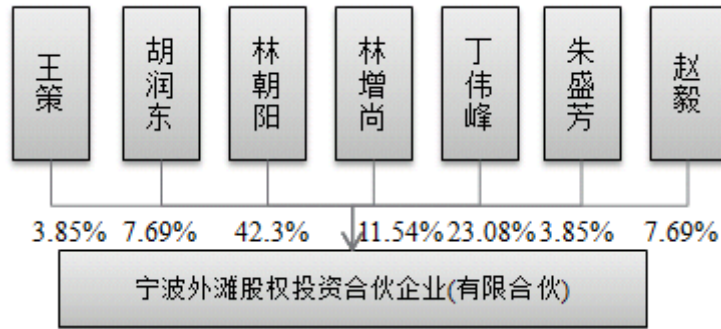 王策
胡润东
林朝阳
林增尚
丁伟峰
朱盛芳
赵毅
3.85% 7.69% 42.3% 11.54% 23.08% 3.85% 7.69%
宁波外滩股权投资合伙企业(有限合伙)